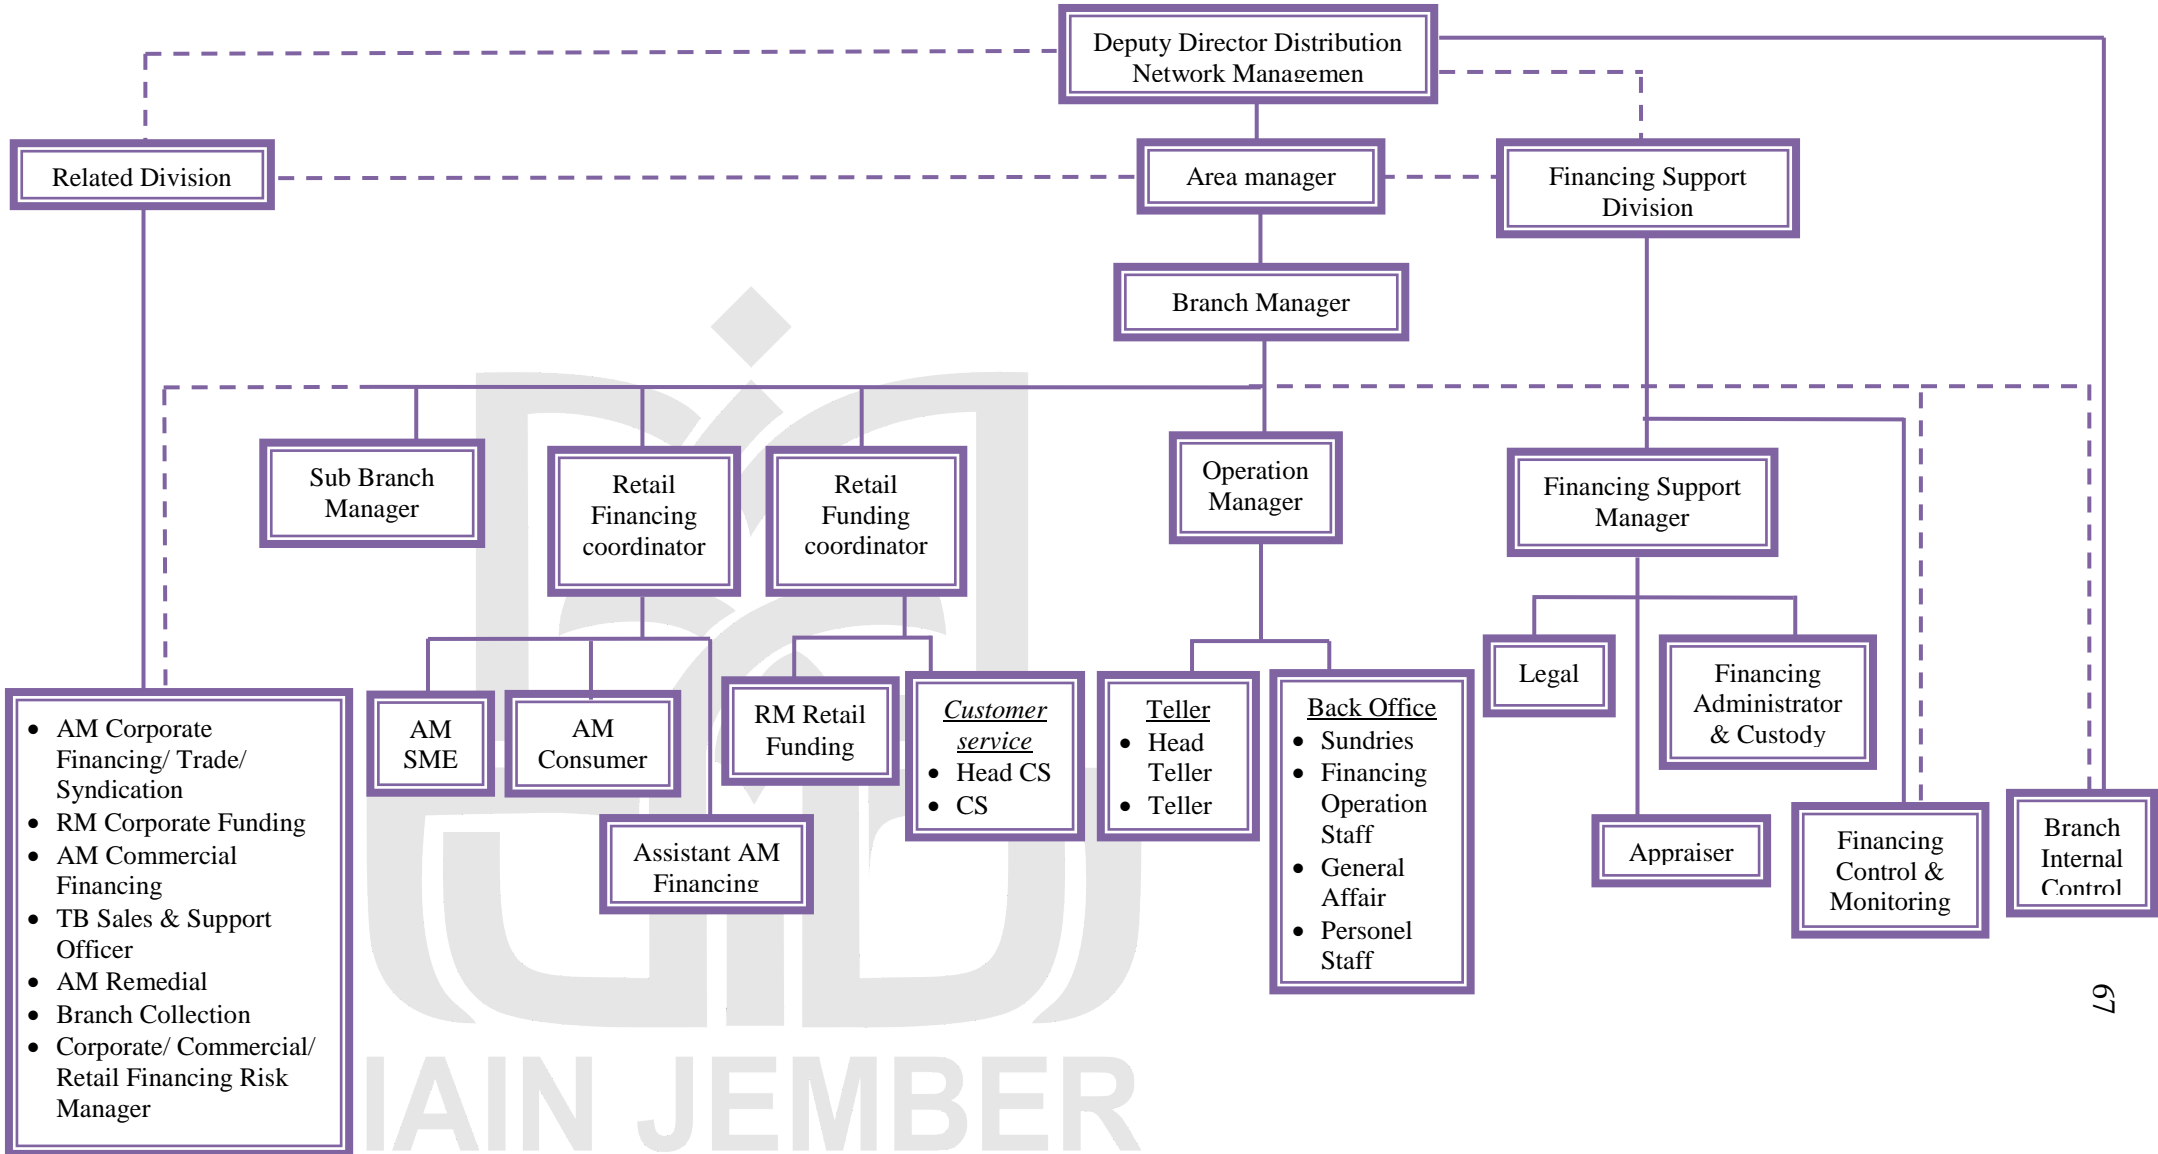 Deputy Director Distribution
Network Managemen
Related Division
Area manager
Financing Support
Division
Branch Manager
Sub Branch
Manager
Retail
Financing
coordinator
Retail
Funding
coordinator
Operation
Manager
Financing Support
Manager
Legal
Financing
Administrator
& Custody
• AM Corporate
Financing/ Trade/
Syndication
• RM Corporate Funding
• AM Commercial
Financing
• TB Sales & Support
Officer
• AM Remedial
• Branch Collection
• Corporate/ Commercial/
Retail Financing Risk
Manager
AM
SME
AM
Consumer
RM Retail
Funding
Customer
service
• Head CS
• CS
Teller
• Head
Teller
• Teller
Back Office
• Sundries
• Financing
Operation
Staff
• General
Affair
• Personel
Staff
Assistant AM
Financing
Appraiser
Financing
Control &
Monitoring
Branch
Internal
Control
67
IAIN JEMBER